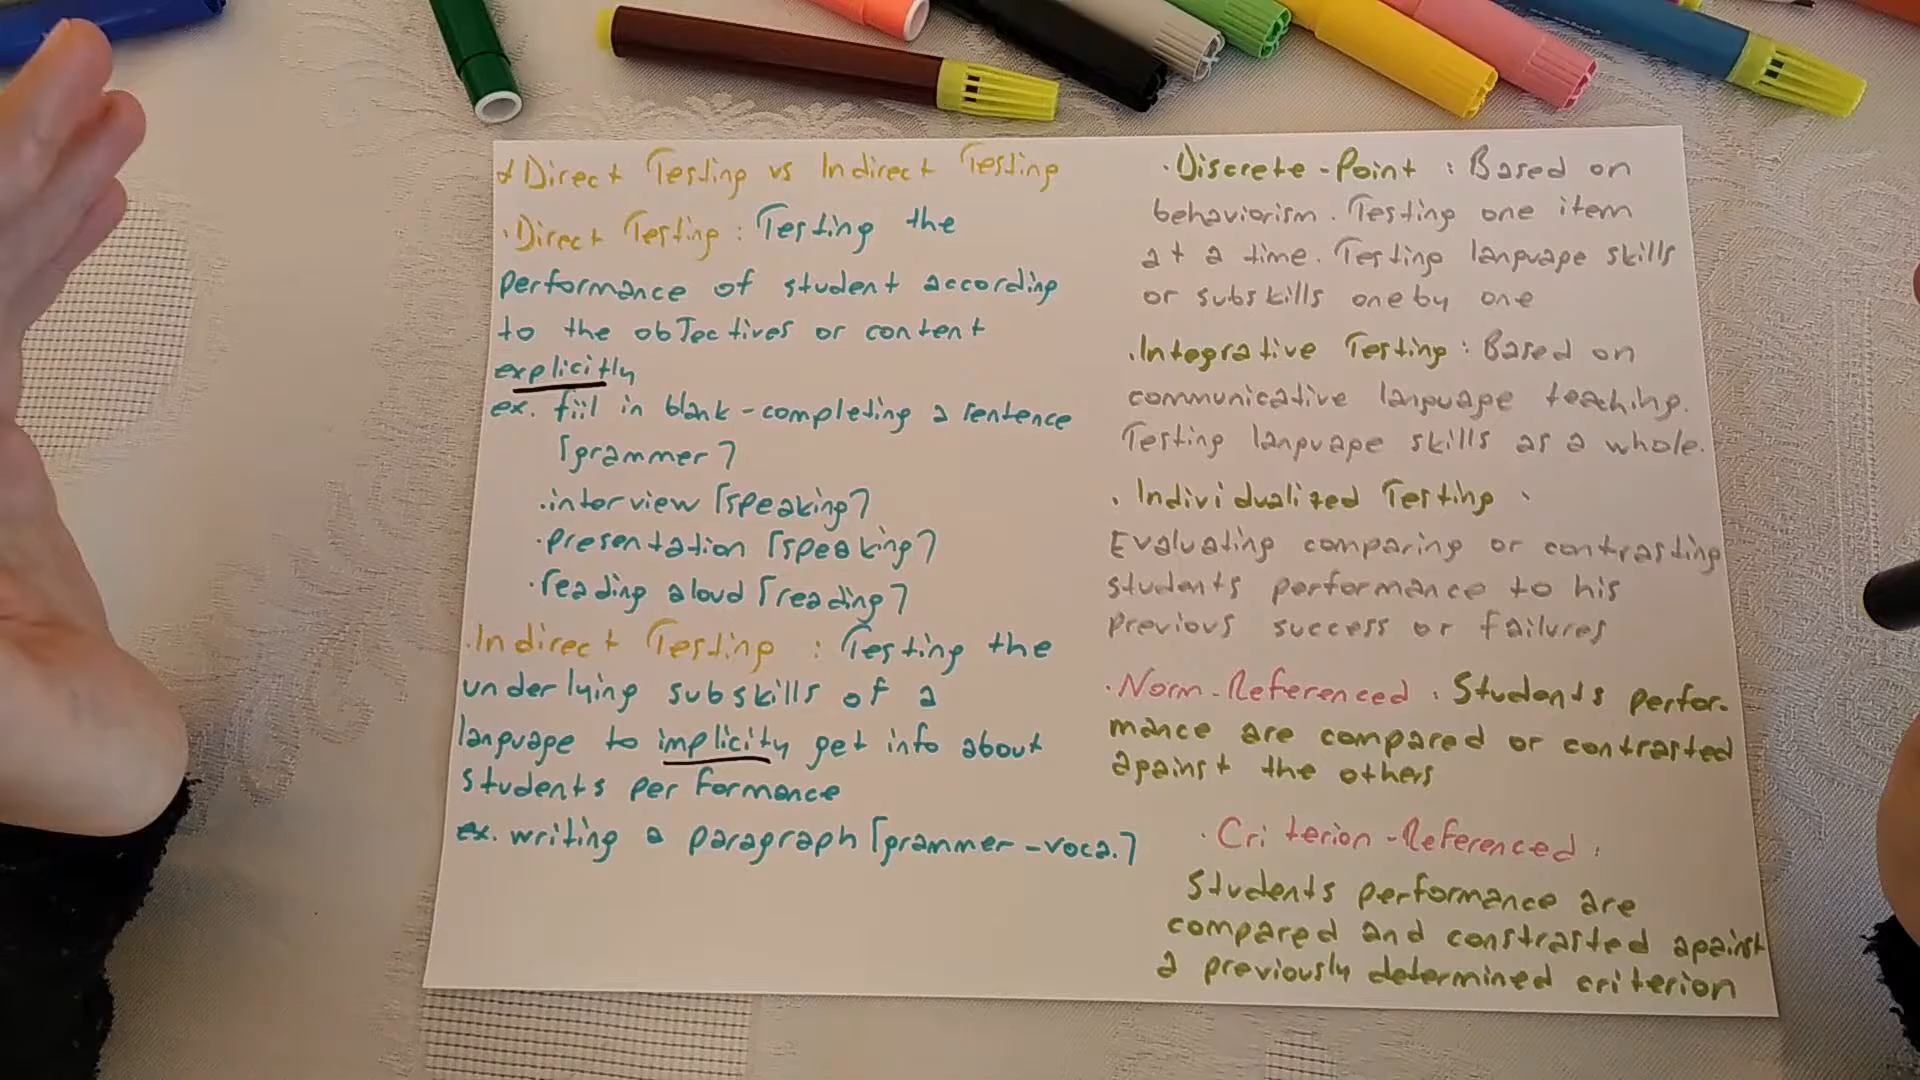 Direct Testing vs Indirect Testing
· Direct Testing : Testing the
performance of student according
to the objectives or content
explicitly
ex. fiil in blank - completing a sentence
[grammer]
· interview [speaking]
· presentation [speaking]
· reading aloud [reading]
· Indirect Testing : Testing the
underlying subskills of a
language to implicity get info about
students performance
ex. writing a paragraph [grammer - voca.]
· Discrete - Point : Based on
behaviorism. Testing one item
at a time. Testing language skills
or subskills one by one
· Integrative Testing : Based on
communicative language teaching.
Testing language skills as a whole.
· Individualized Testing
Evaluating comparing or contrasting
students performance to his
previous success or failures
· Norm - Referenced : Students perfor-
mance are compared or contrasted
against the others
· Criterion - Referenced :
Students performance are
compared and constrasted against
a previously determined criterion